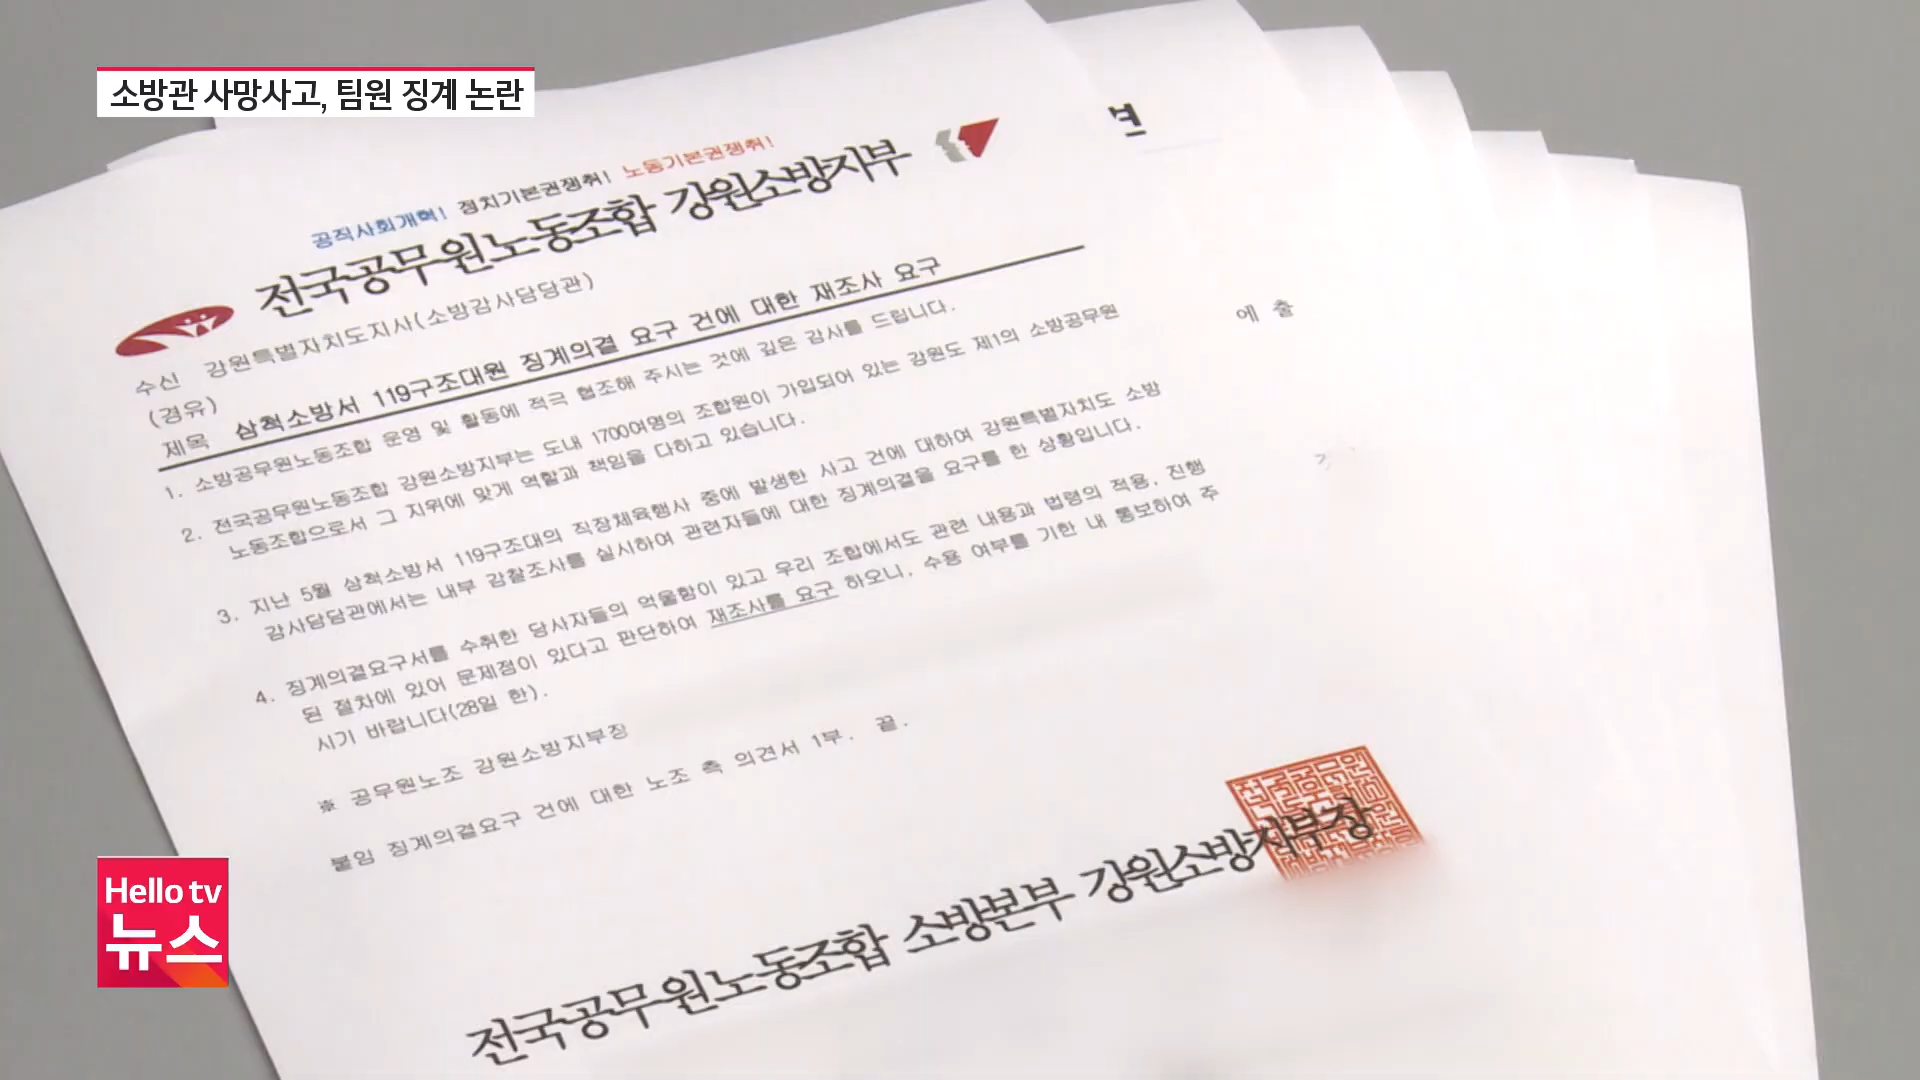 소방관 사망사고, 팀원 징계 논란
공직사회개혁! 정치기본권쟁취! 노동기본권쟁취!
전국공무원노동조합 강원소방지부
수신 강원특별자치도지사(소방감사담당관)
(경유)
제목 삼척소방서 119구조대원 징계의결 요구 건에 대한 재조사 요구
1. 소방공무원노동조합 운영 및 활동에 적극 협조해 주시는 것에 깊은 감사를 드립니다.
2. 전국공무원노동조합 강원소방지부는 도내 1700여명의 조합원이 가입되어 있는 강원도 제1의 소방공무원
노동조합으로서 그 지위에 맞게 역할과 책임을 다하고 있습니다.
3. 지난 5월 삼척소방서 119구조대의 직장체육행사 중에 발생한 사고 건에 대하여 강원특별자치도 소방
감사담당관에서는 내부 감찰조사를 실시하여 관련자들에 대한 징계의결을 요구를 한 상황입니다.
4. 징계의결요구서를 수취한 당사자들의 억울함이 있고 우리 조합에서도 관련 내용과 법령의 적용, 진행
된 절차에 있어 문제점이 있다고 판단하여 재조사를 요구 하오니, 수용 여부를 기한 내 통보하여 주
시기 바랍니다(28일 한).
※ 공무원노조 강원소방지부장
붙임 징계의결요구 건에 대한 노조 측 의견서 1부. 끝.
전국공무원노동조합 소방본부 강원소방지부장
에 출
Hello tv
뉴스